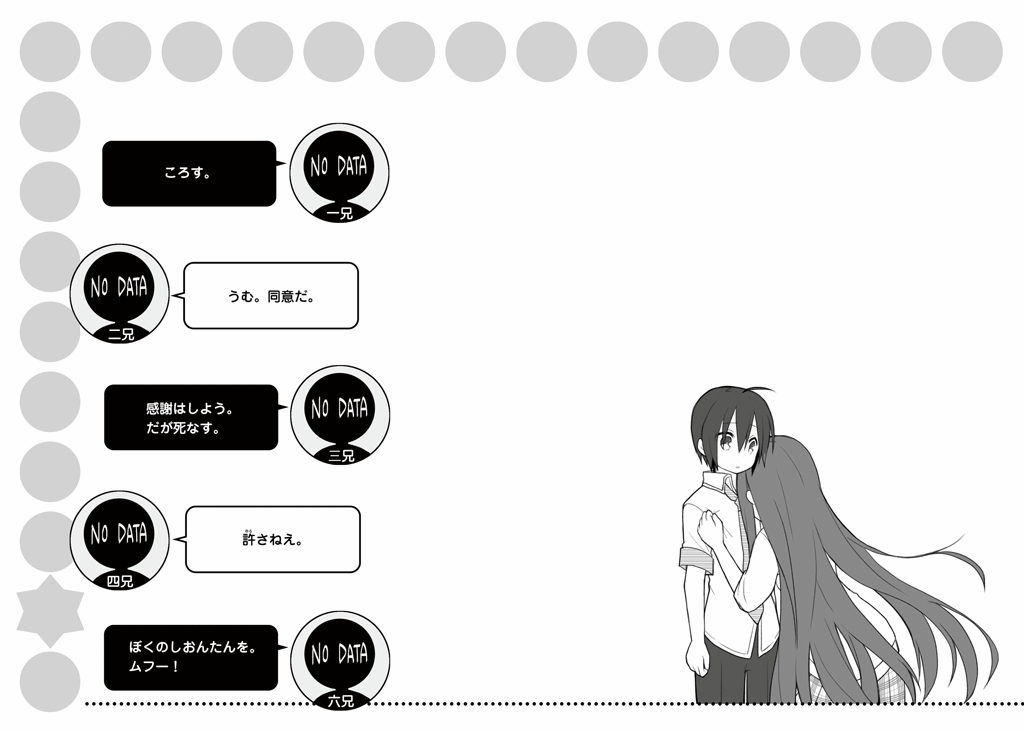 ころす。
NO DATA
一兄
NO DATA
二兄
うむ。同意だ。
感謝はしよう。
だが死なす。
NO DATA
三兄
NO DATA
四兄
許さねえ。
ぼくのしおんたんを。
ムフー！
NO DATA
六兄